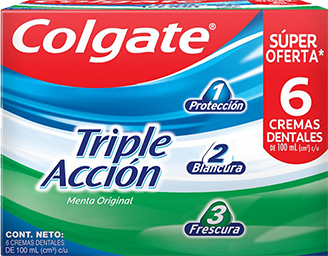 Colgate®
SÚPER
OFERTA*
6
CREMAS
DENTALES
DE 100 mL (cm³) c/u
1
Protección
Triple
Acción
Menta Original
2
Blancura
3
Frescura
CONT. NETO:
6 CREMAS DENTALES
DE 100 mL (cm³) c/u